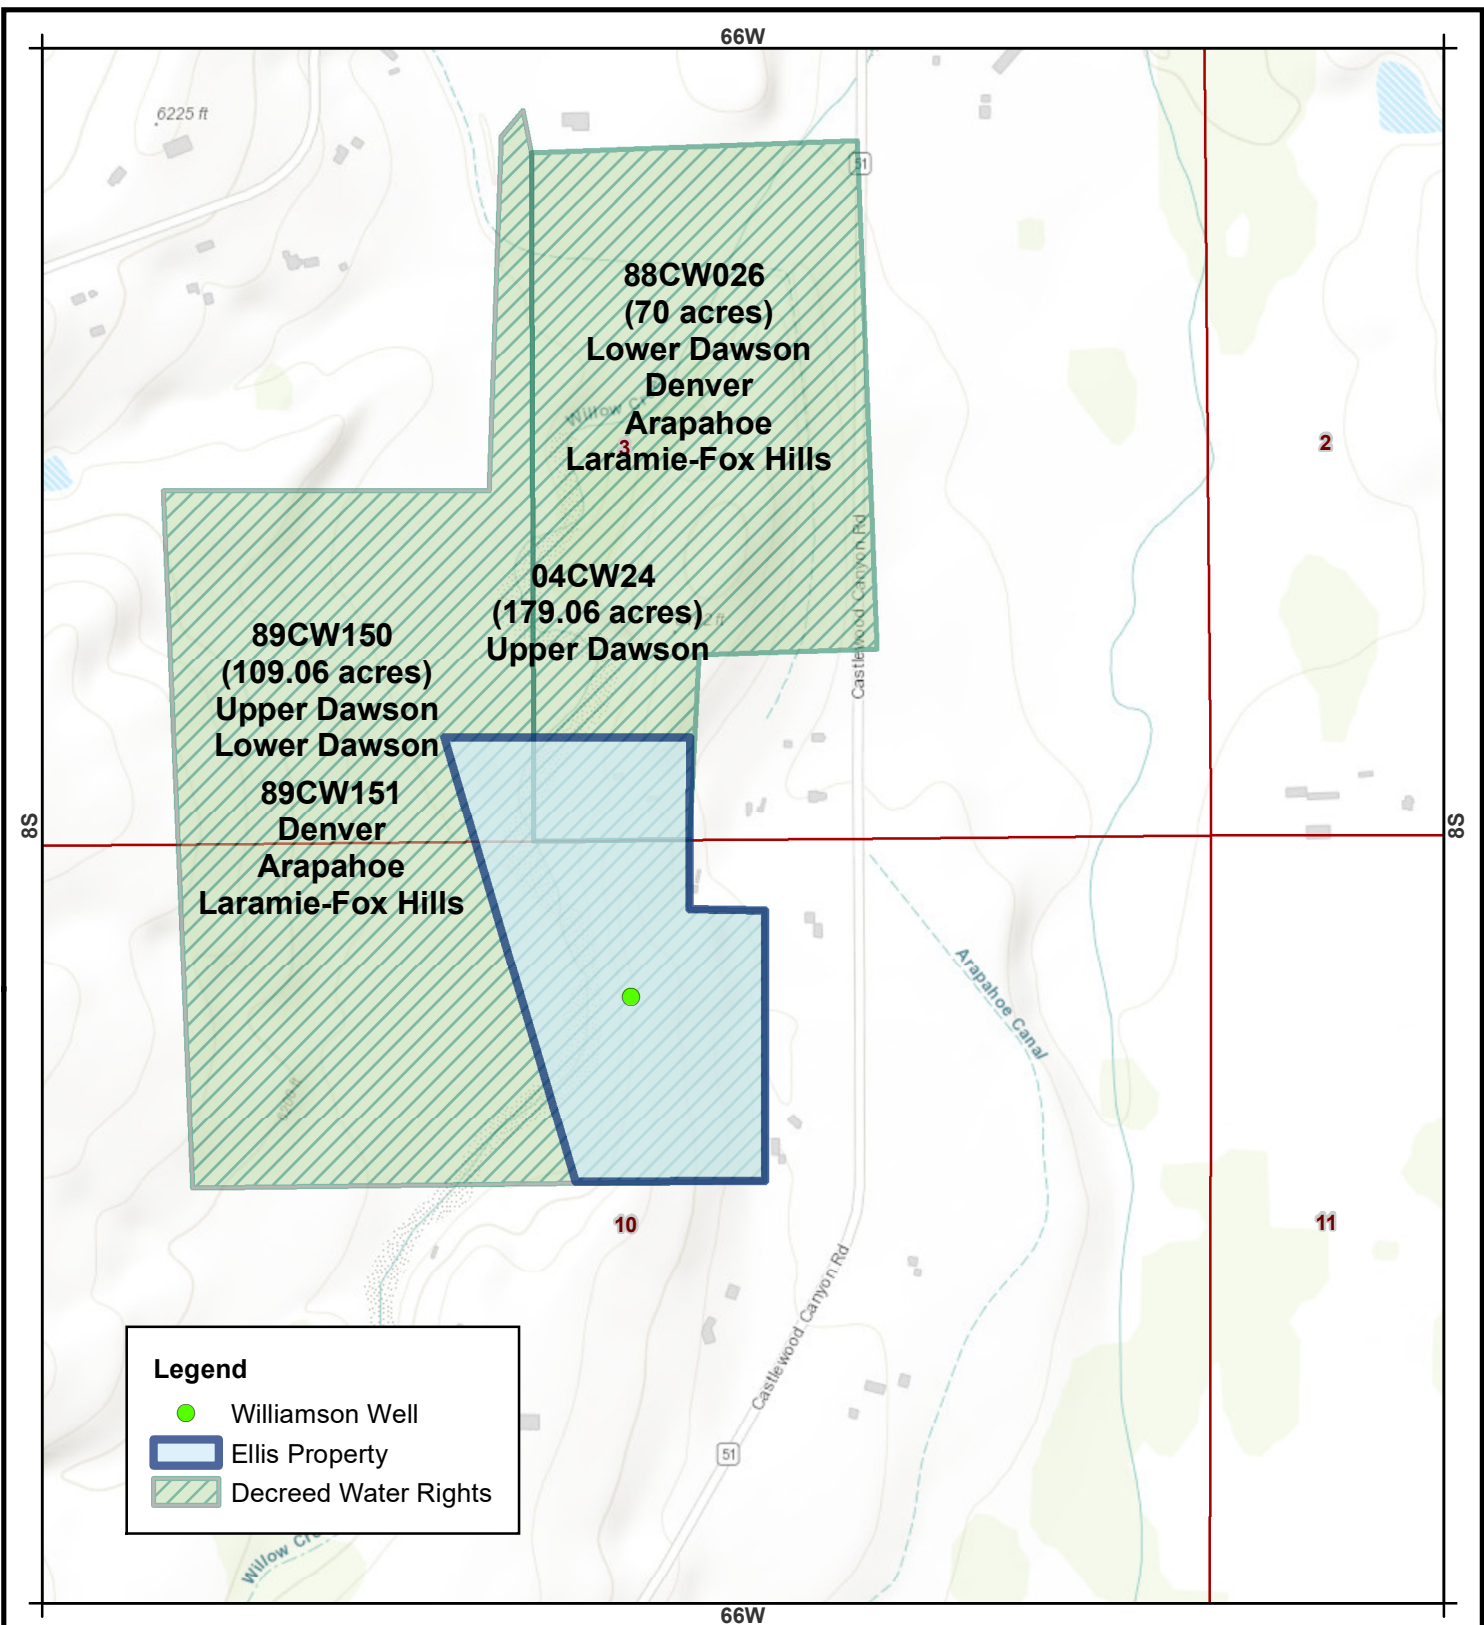 66W
6225 ft
51
88CW026
(70 acres)
Lower Dawson
Denver
Willow Cr
Arapahoe
3
2
Laramie-Fox Hills
Castlewood Canyon Rd
04CW24
(179.06 acres)
Upper Dawson
89CW150
(109.06 acres)
Upper Dawson
Lower Dawson
89CW151
Denver
Arapahoe
Laramie-Fox Hills
8S
8S
Arapahoe Canal
6200 ft
10
11
Castlewood Canyon Rd
51
Legend
Williamson Well
Ellis Property
Decreed Water Rights
Willow
66W